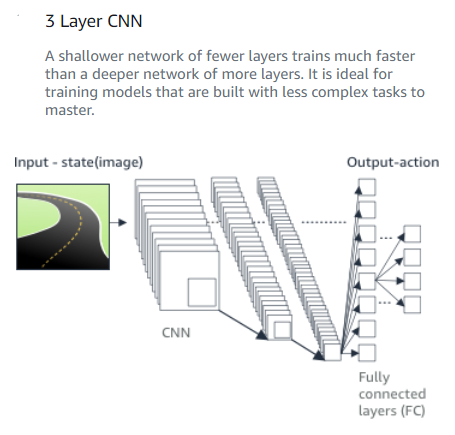 3 Layer CNN
A shallower network of fewer layers trains much faster
than a deeper network of more layers. It is ideal for
training models that are built with less complex tasks to
master.
Input - state(image)
Output-action
CNN
Fully
connected
layers (FC)